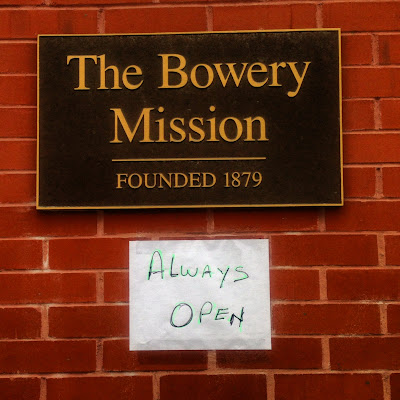 The Bowery
Mission
FOUNDED 1879
ALWAYS
OPEN